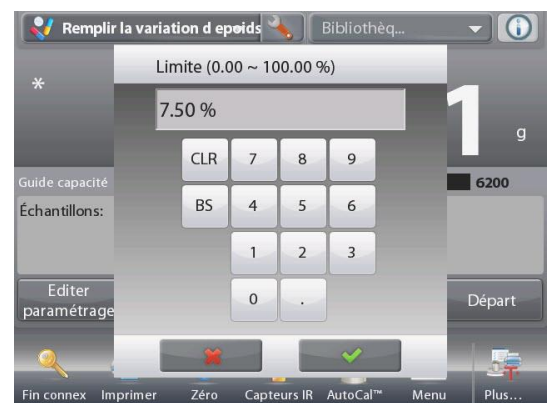 Remplir la variation d epoids
Bibliothèq...
Limite (0.00 ~ 100.00 %)
7.50 %
*
1
g
CLR 7 8 9
Guide capacité
6200
BS 4 5 6
Échantillons:
1 2 3
0 .
Editer
paramétrage
Départ
Fin connex Imprimer Zéro Capteurs IR AutoCal™ Menu Plus...